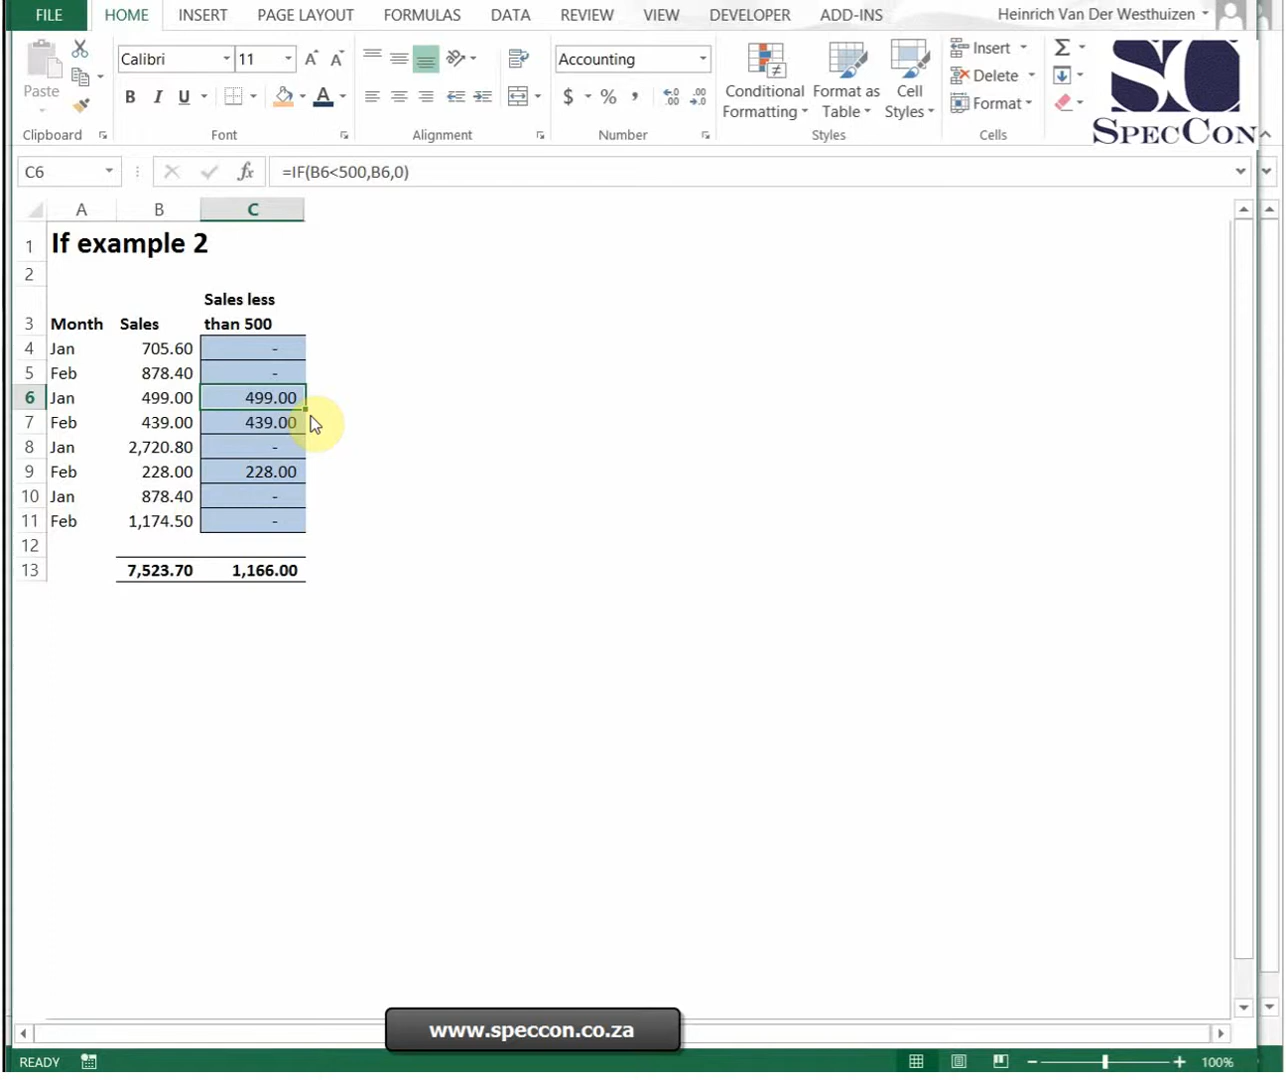 FILE HOME INSERT PAGE LAYOUT FORMULAS DATA REVIEW VIEW DEVELOPER ADD-INS Heinrich Van Der Westhuizen
Calibri 11 Accounting Insert
Paste B I U $ % Conditional Formatting Format as Table Cell Styles Delete
Format
SC
SPECCON
Clipboard Font Alignment Number Styles Cells
C6 fx =IF(B6<500,B6,0)
A B C
1 If example 2
2
Sales less
3 Month Sales than 500
4 Jan 705.60 -
5 Feb 878.40 -
6 Jan 499.00 499.00
7 Feb 439.00 439.00
8 Jan 2,720.80 -
9 Feb 228.00 228.00
10 Jan 878.40 -
11 Feb 1,174.50 -
12
13 7,523.70 1,166.00
www.speccon.co.za
READY 100%